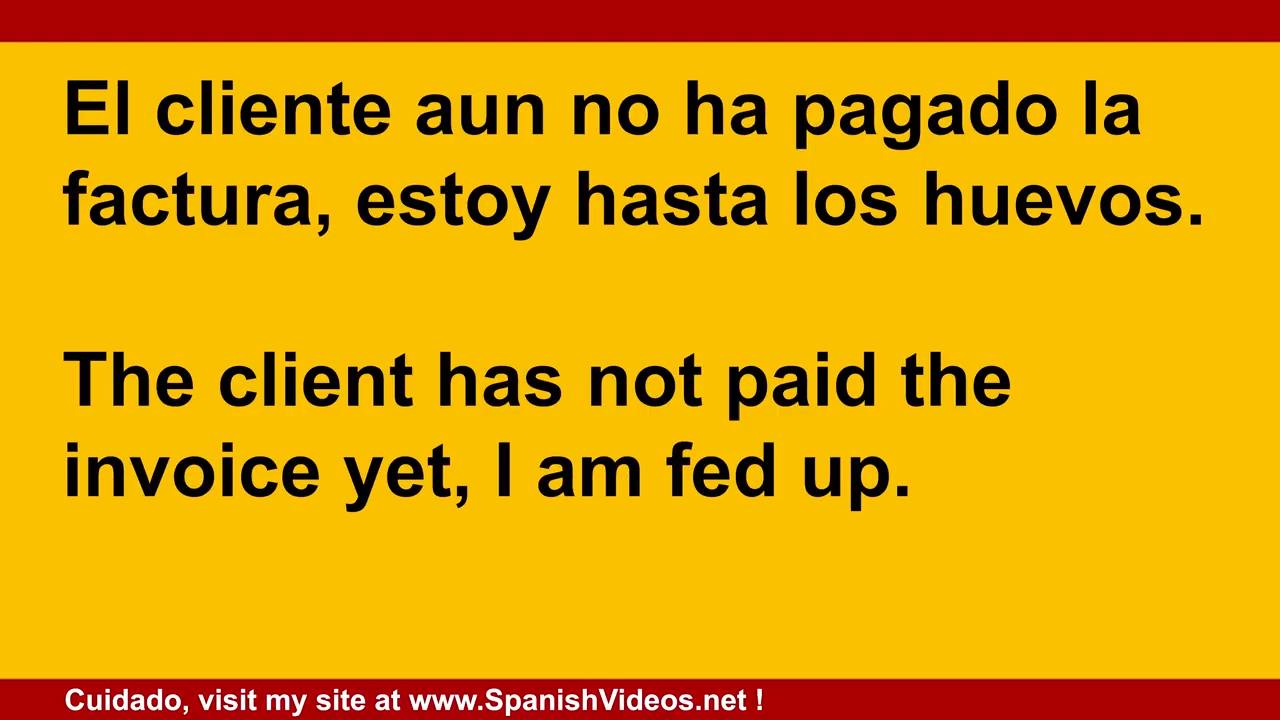 El cliente aun no ha pagado la
factura, estoy hasta los huevos.
The client has not paid the
invoice yet, I am fed up.
Cuidado, visit my site at www.SpanishVideos.net !